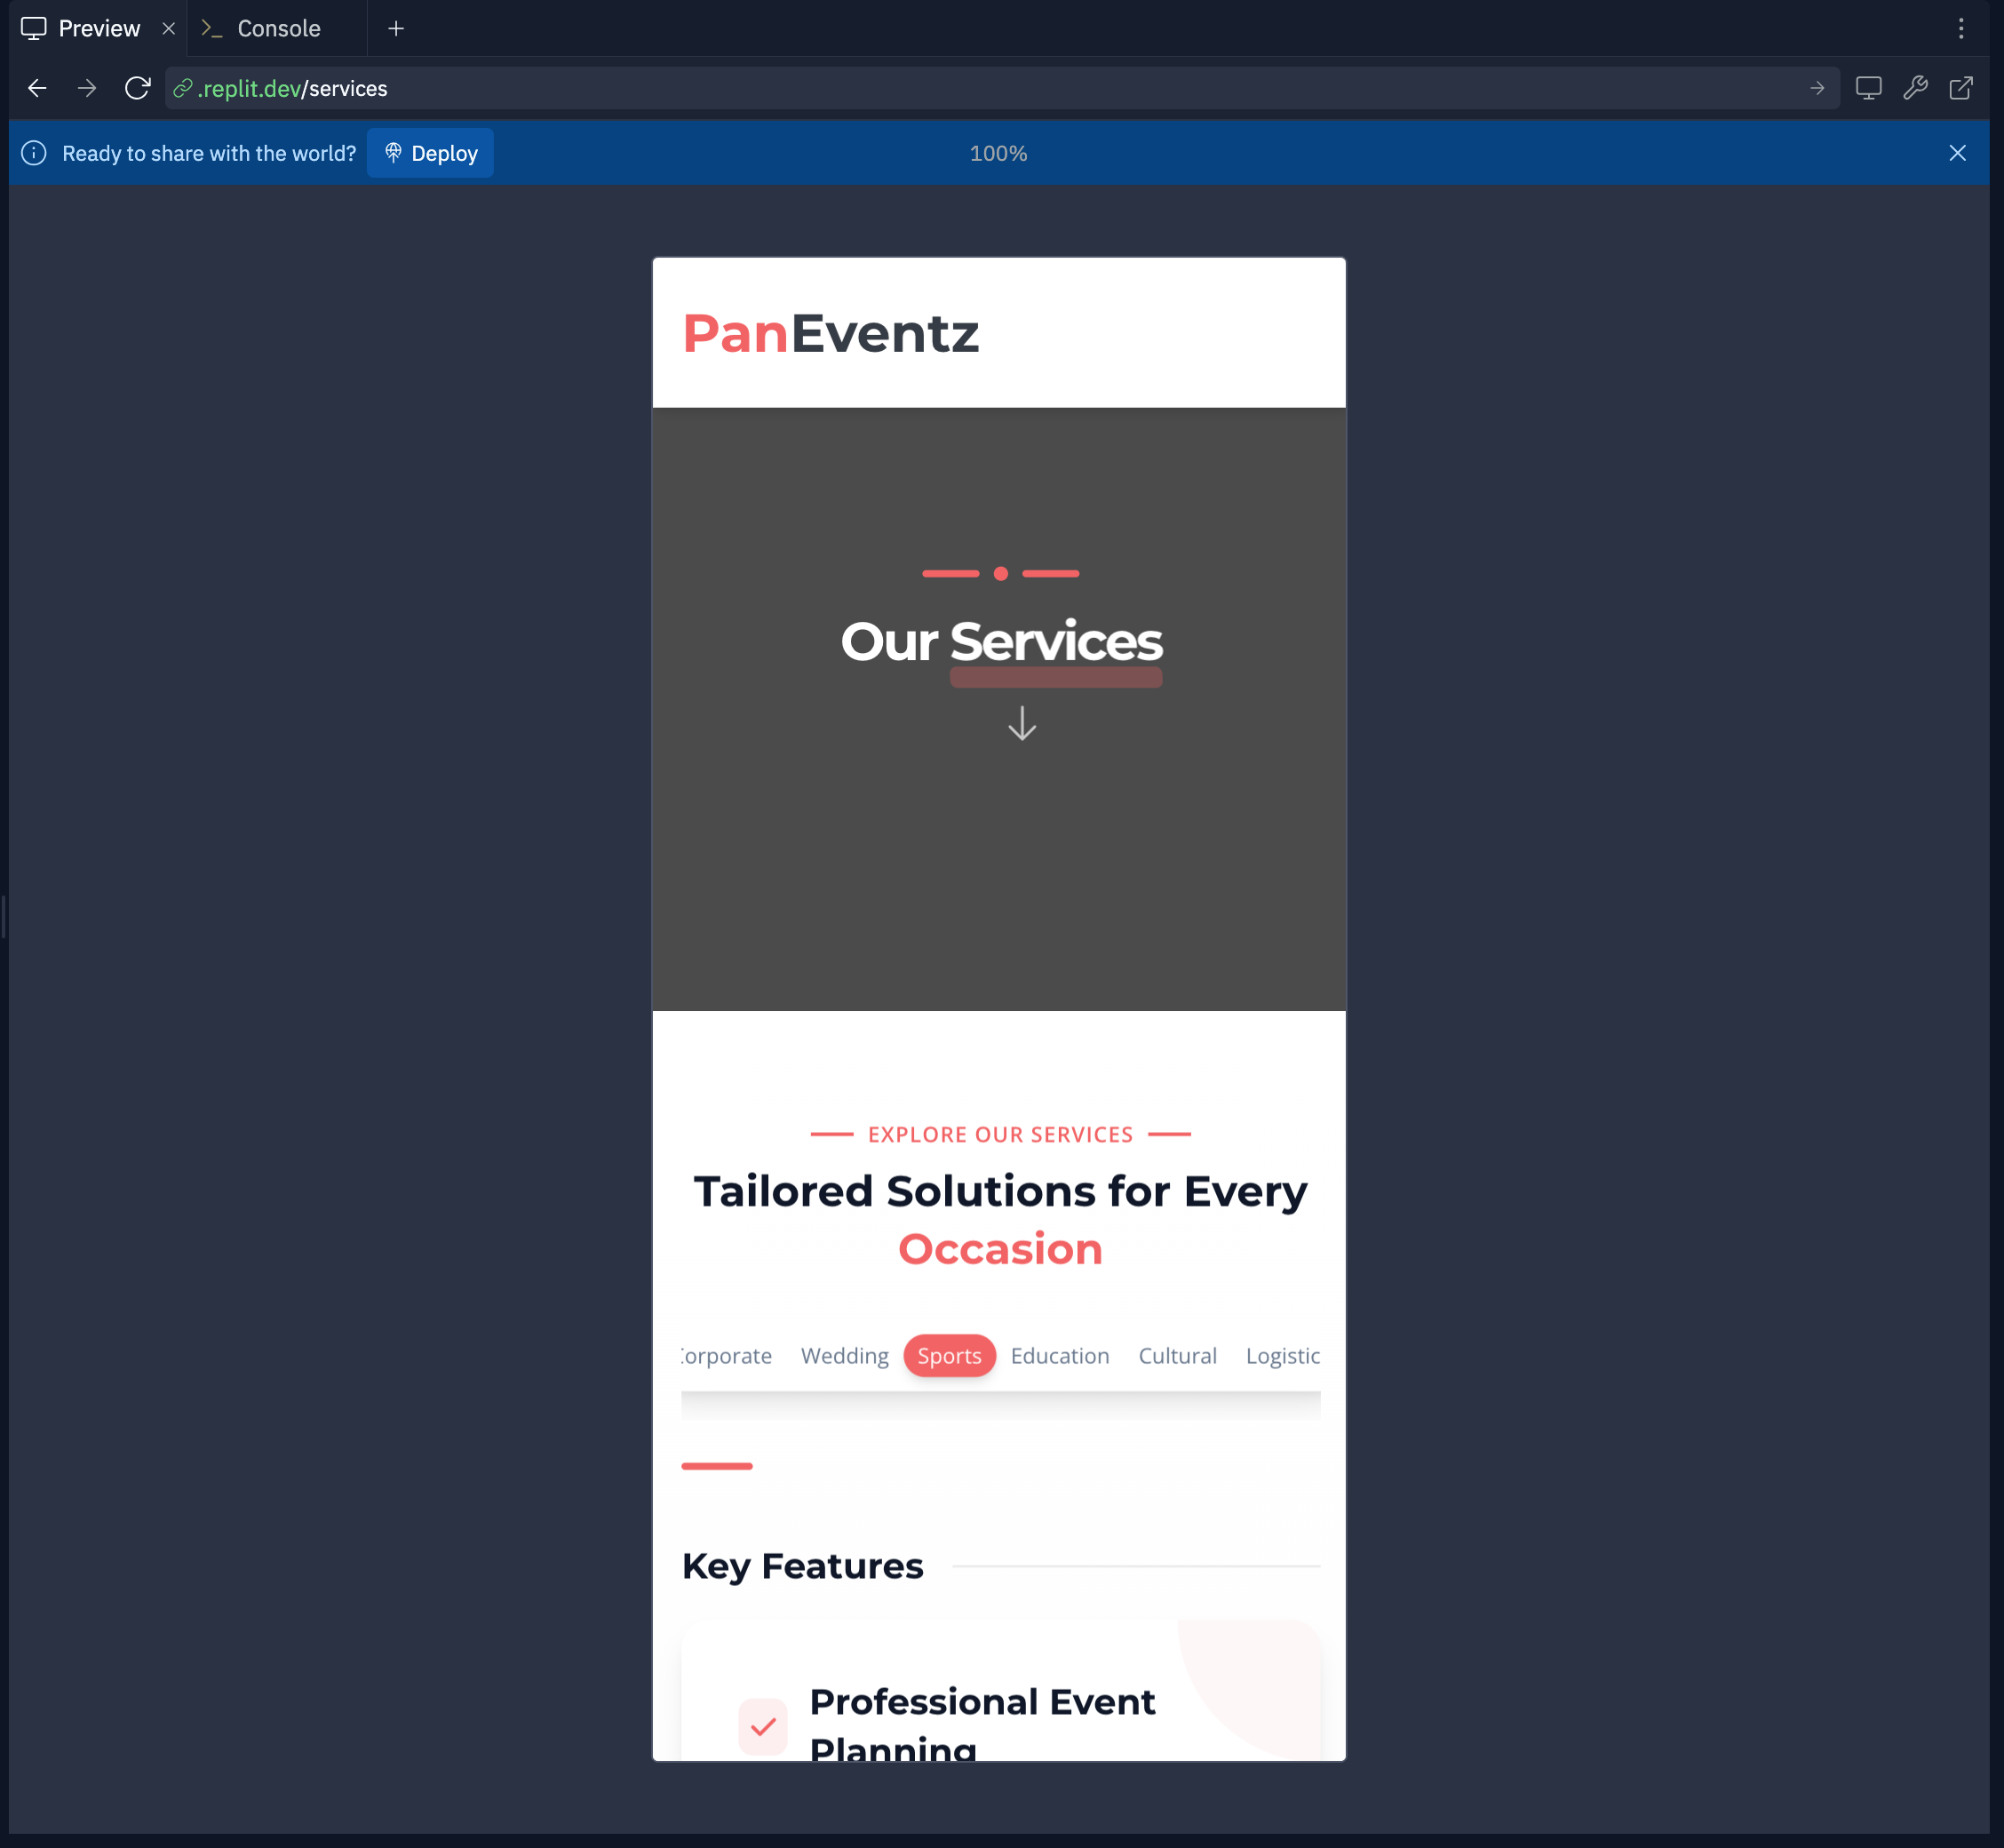 Preview
Console
.replit.dev/services
Ready to share with the world?
Deploy
100%
PanEventz
Our Services
EXPLORE OUR SERVICES
Tailored Solutions for Every
Occasion
orporate Wedding Sports Education Cultural Logistic
Key Features
Professional Event
Planning